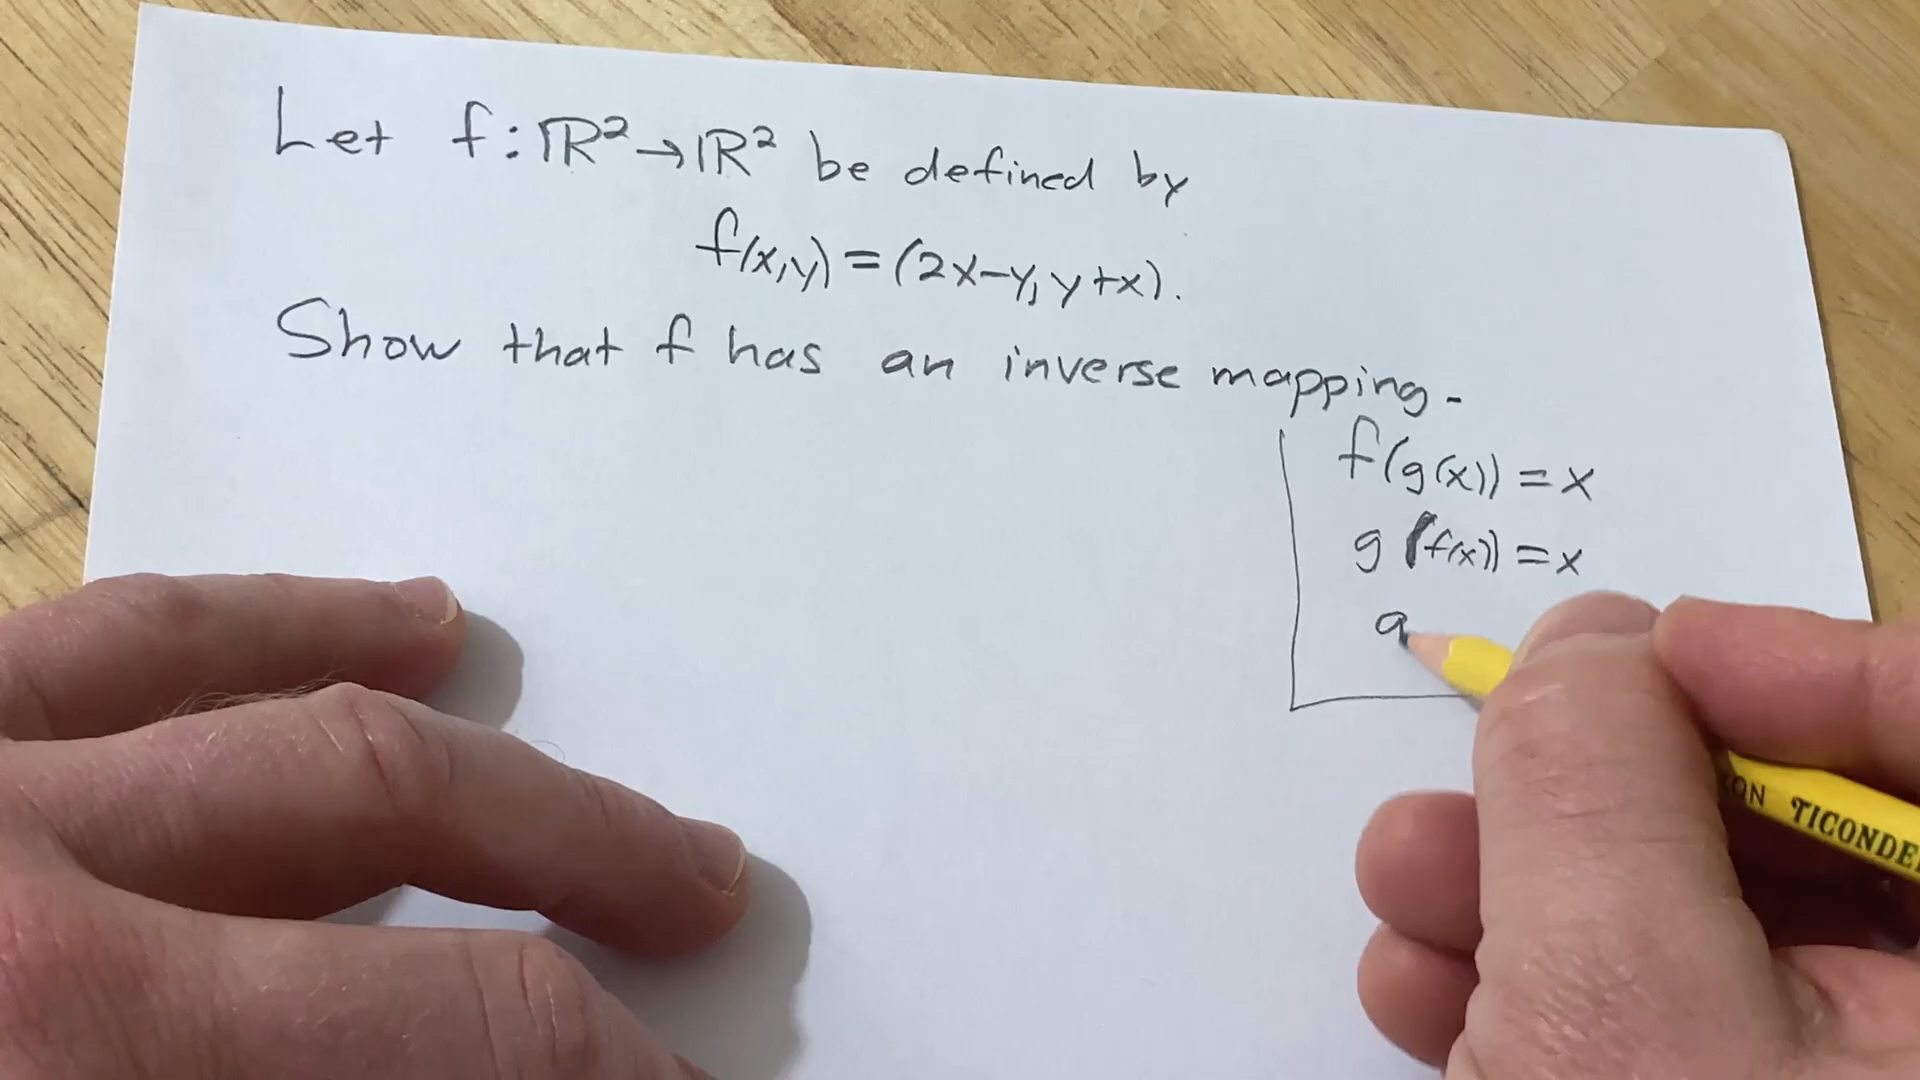 Let f:ℝ²→ℝ² be defined by
f(x,y)=(2x-y, y+x).
Show that f has an inverse mapping.
f(g(x))=x
g(f(x))=x
TICONDE